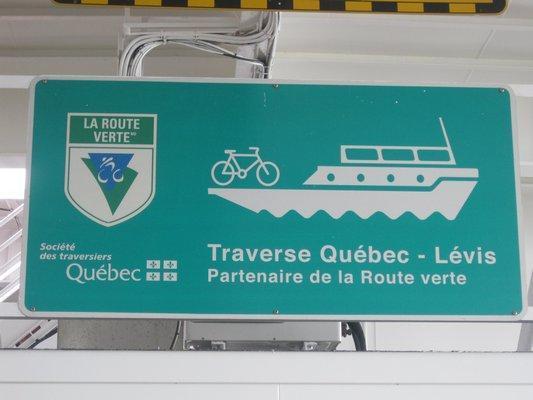 LA ROUTE
VERTE MD
Société
des traversiers
Québec
Traverse Québec - Lévis
Partenaire de la Route verte